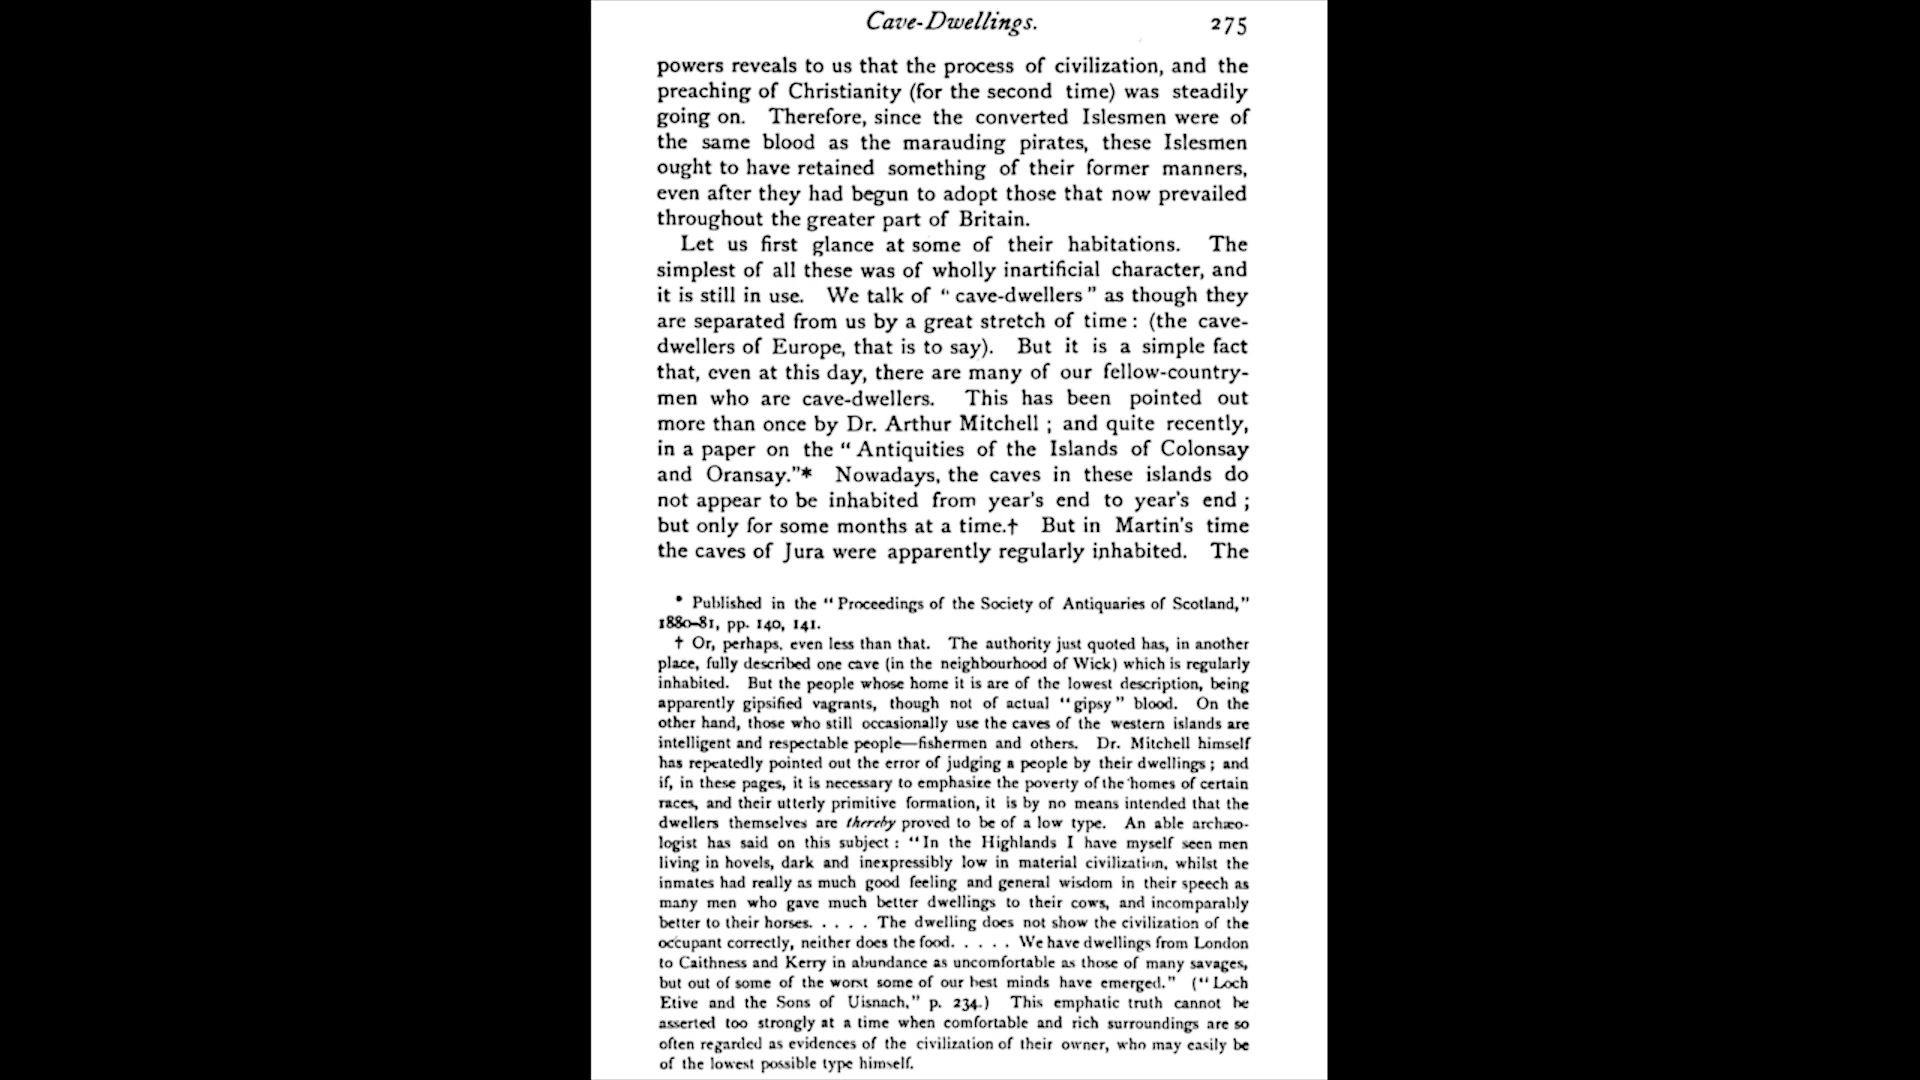 Cave-Dwellings. 275
powers reveals to us that the process of civilization, and the
preaching of Christianity (for the second time) was steadily
going on. Therefore, since the converted Islesmen were of
the same blood as the marauding pirates, these Islesmen
ought to have retained something of their former manners,
even after they had begun to adopt those that now prevailed
throughout the greater part of Britain.
Let us first glance at some of their habitations. The
simplest of all these was of wholly inartificial character, and
it is still in use. We talk of “cave-dwellers” as though they
are separated from us by a great stretch of time: (the cave-
dwellers of Europe, that is to say). But it is a simple fact
that, even at this day, there are many of our fellow-country-
men who are cave-dwellers. This has been pointed out
more than once by Dr. Arthur Mitchell; and quite recently,
in a paper on the “Antiquities of the Islands of Colonsay
and Oransay.”* Nowadays, the caves in these islands do
not appear to be inhabited from year's end to year's end;
but only for some months at a time.† But in Martin's time
the caves of Jura were apparently regularly inhabited. The
* Published in the “Proceedings of the Society of Antiquaries of Scotland,”
1880-81, pp. 140, 141.
† Or, perhaps, even less than that. The authority just quoted has, in another
place, fully described one cave (in the neighbourhood of Wick) which is regularly
inhabited. But the people whose home it is are of the lowest description, being
apparently gipsified vagrants, though not of actual “gipsy” blood. On the
other hand, those who still occasionally use the caves of the western islands are
intelligent and respectable people—fishermen and others. Dr. Mitchell himself
has repeatedly pointed out the error of judging a people by their dwellings; and
if, in these pages, it is necessary to emphasize the poverty of the homes of certain
races, and their utterly primitive formation, it is by no means intended that the
dwellers themselves are thereby proved to be of a low type. An able archæo-
logist has said on this subject: “In the Highlands I have myself seen men
living in hovels, dark and inexpressibly low in material civilization, whilst the
inmates had really as much good feeling and general wisdom in their speech as
many men who gave much better dwellings to their cows, and incomparably
better to their horses. . . . . The dwelling does not show the civilization of the
occupant correctly, neither does the food. . . . . We have dwellings from London
to Caithness and Kerry in abundance as uncomfortable as those of many savages,
but out of some of the worst some of our best minds have emerged.” (“Loch
Etive and the Sons of Uisnach,” p. 234.) This emphatic truth cannot be
asserted too strongly at a time when comfortable and rich surroundings are so
often regarded as evidences of the civilization of their owner, who may easily be
of the lowest possible type himself.